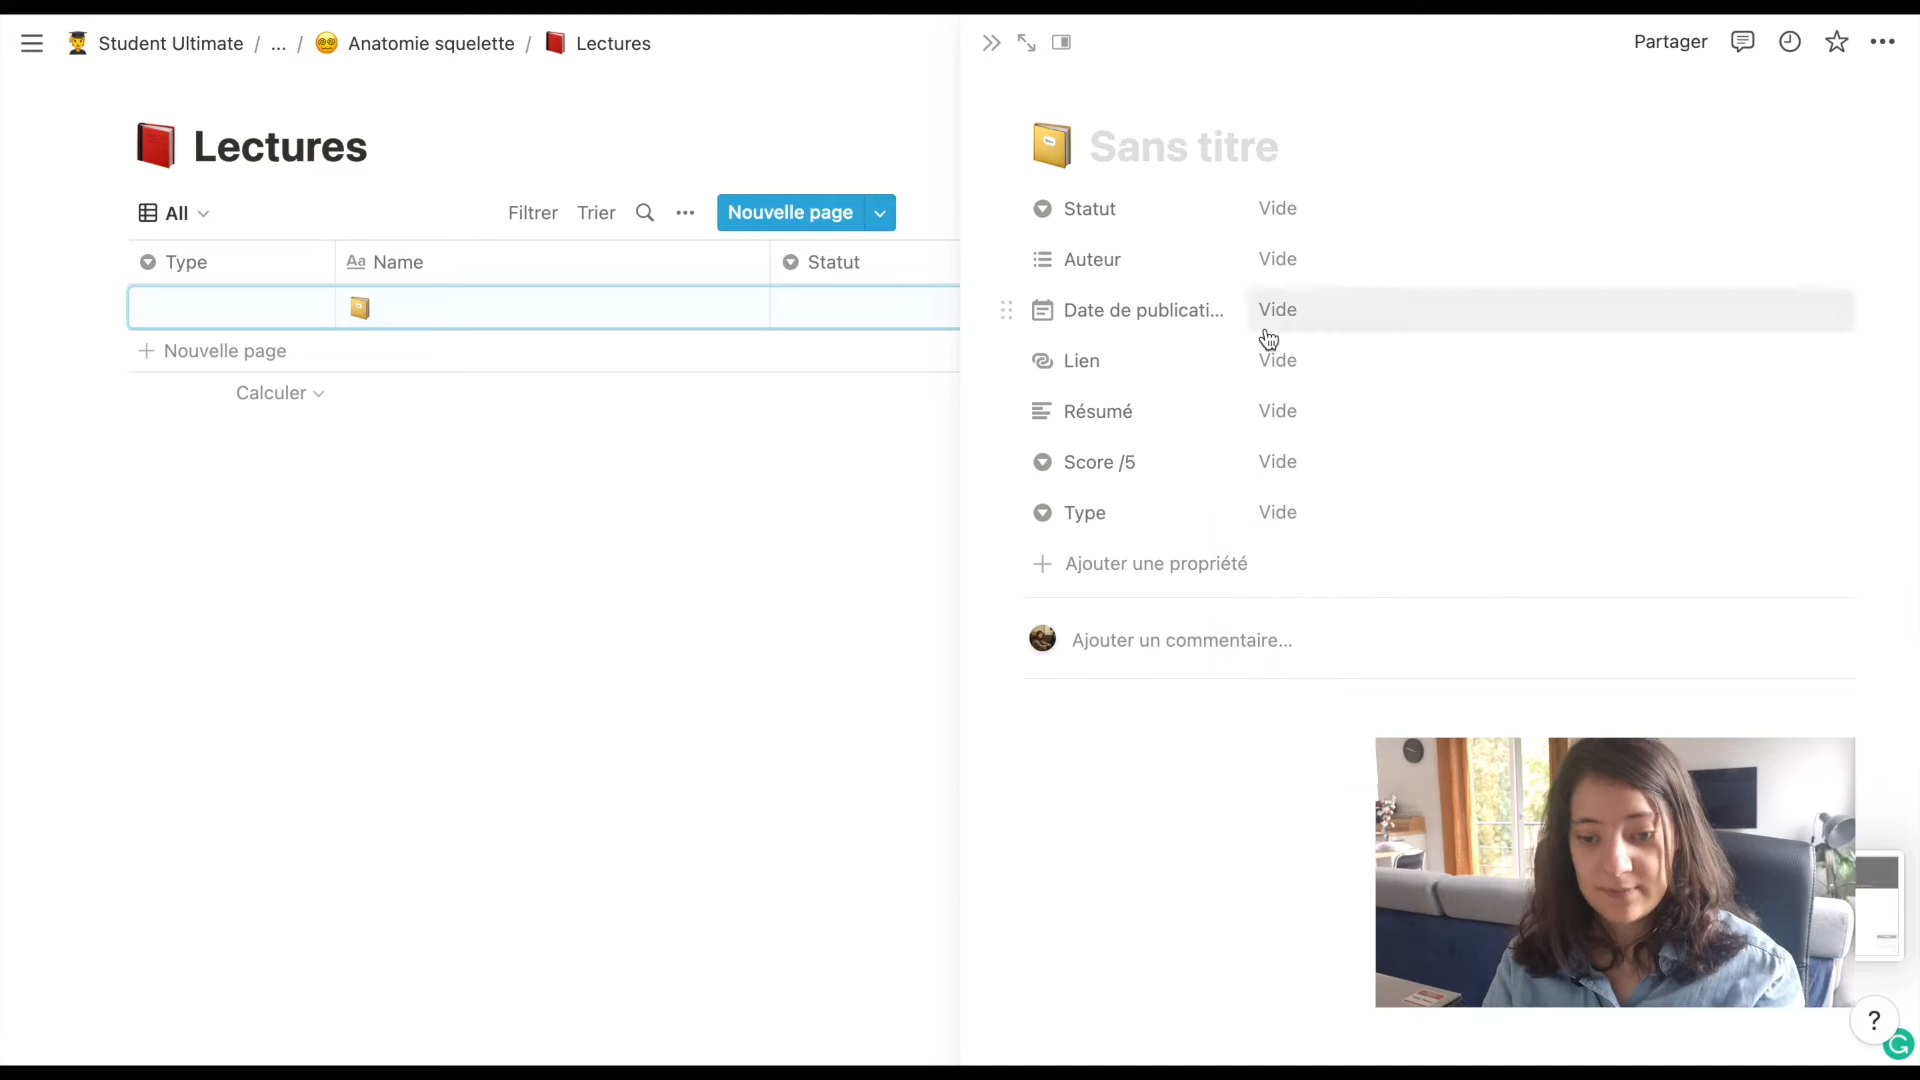 Student Ultimate / ... / Anatomie squelette / Lectures
Partager
Lectures
All
Filtrer
Trier
Nouvelle page
Type
Aa Name
Statut
Nouvelle page
Calculer
Sans titre
Statut Vide
Auteur Vide
Date de publicati... Vide
Lien Vide
Résumé Vide
Score /5 Vide
Type Vide
Ajouter une propriété
Ajouter un commentaire...
?